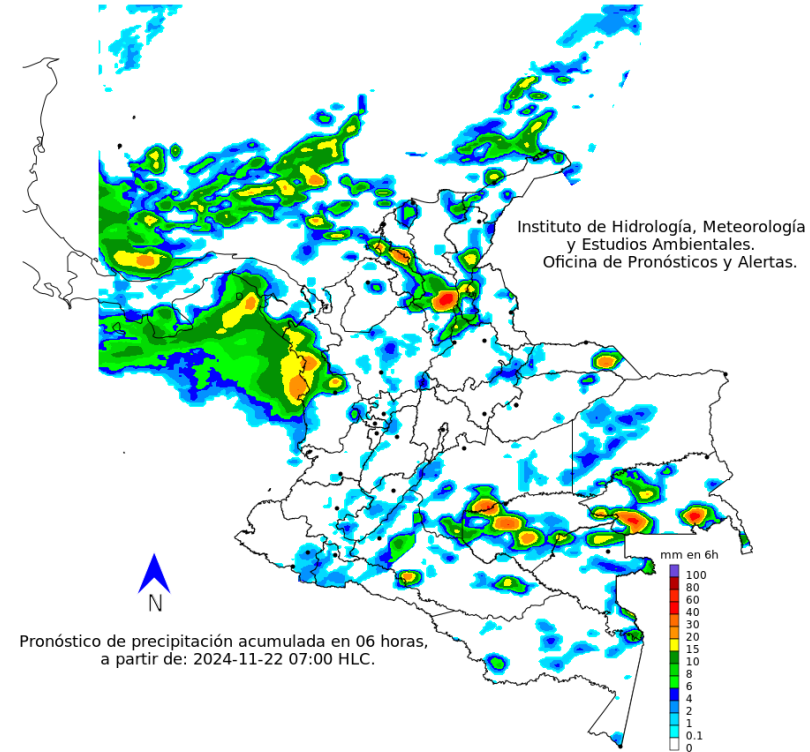 Instituto de Hidrología, Meteorología
y Estudios Ambientales.
Oficina de Pronósticos y Alertas.
mm en 6h
100
80
60
40
30
20
15
10
8
6
4
2
1
0.1
0
N
Pronóstico de precipitación acumulada en 06 horas,
a partir de: 2024-11-22 07:00 HLC.